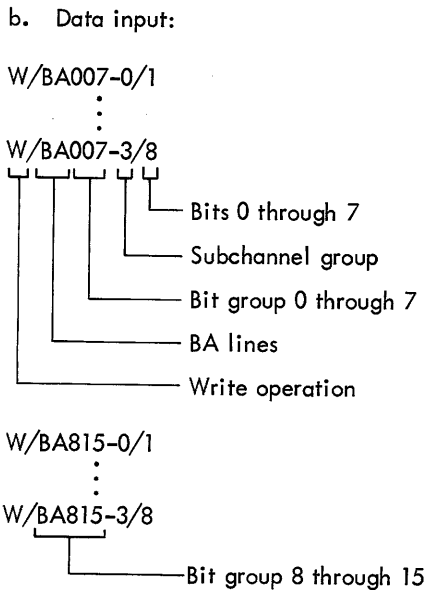 b. Data input:
W/BA007-0/1
W/BA007-3/8
Bits 0 through 7
Subchannel group
Bit group 0 through 7
BA lines
Write operation
W/BA815-0/1
W/BA815-3/8
Bit group 8 through 15